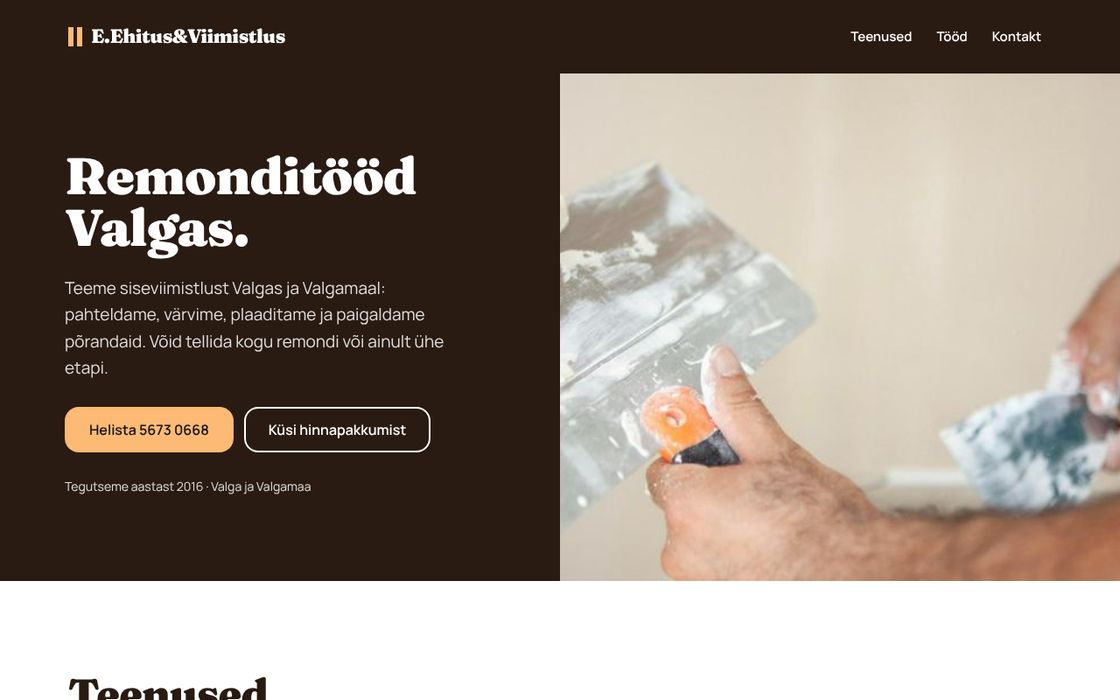 E.Ehitus&Viimistlus
Teenused
Tööd
Kontakt
Remonditööd
Valgas.
Teeme siseviimistlust Valgas ja Valgamaal:
pahteldame, värvime, plaaditame ja paigaldame
põrandaid. Võid tellida kogu remondi või ainult ühe
etapi.
Helista 5673 0668
Küsi hinnapakkumist
Tegutseme aastast 2016 · Valga ja Valgamaa
Teenused